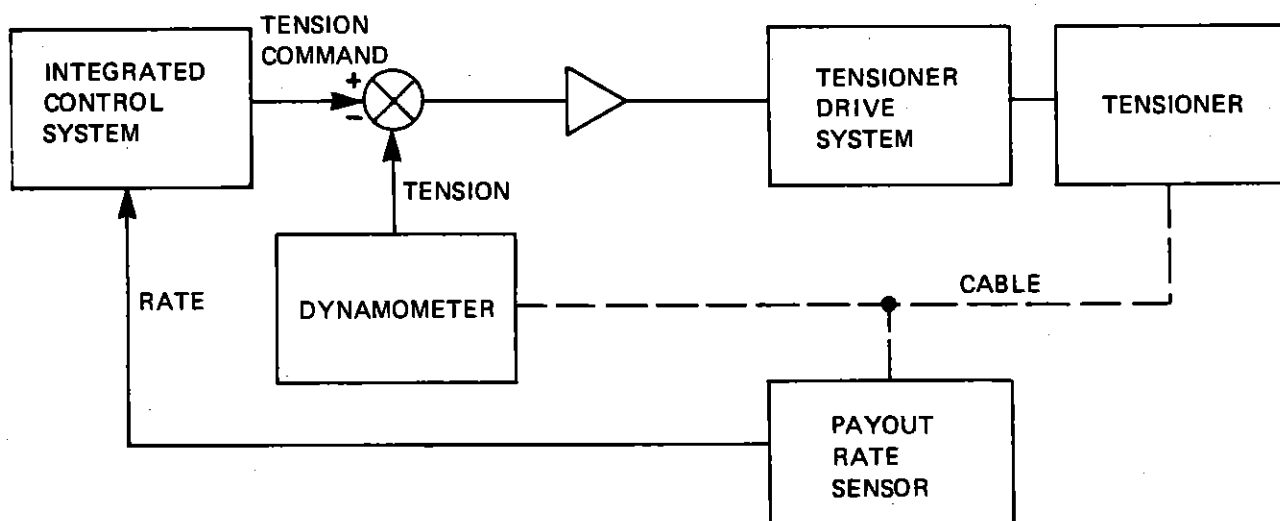 TENSION
COMMAND
INTEGRATED
CONTROL
SYSTEM
+
-
TENSIONER
DRIVE
SYSTEM
TENSIONER
TENSION
RATE
DYNAMOMETER
CABLE
PAYOUT
RATE
SENSOR